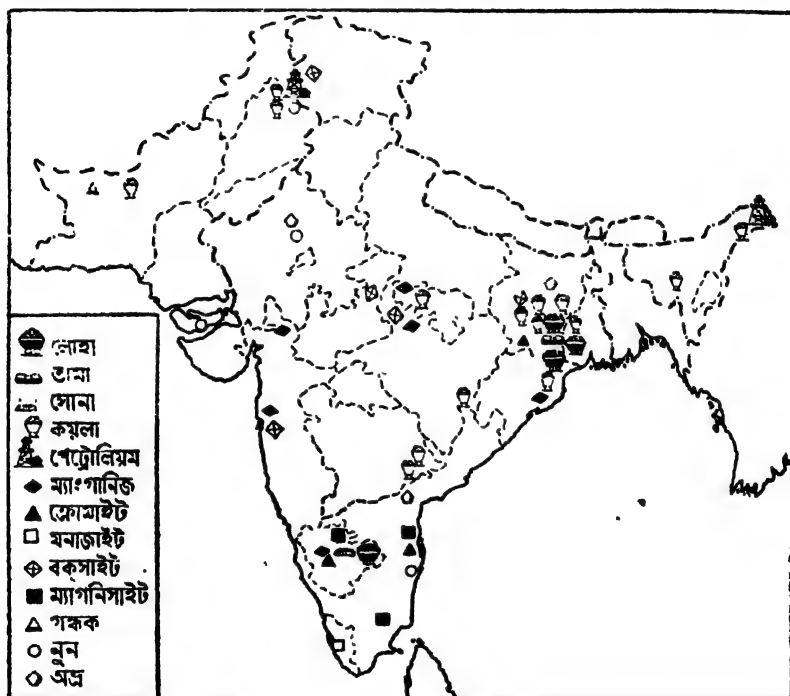 লোহা
তামা
সোনা
কয়লা
পেট্রোলিয়ম
ম্যাংগানিজ
ক্রোমাইট
মনাজাইট
বক্সাইট
ম্যাগনিসাইট
গন্ধক
নুন
অভ্র